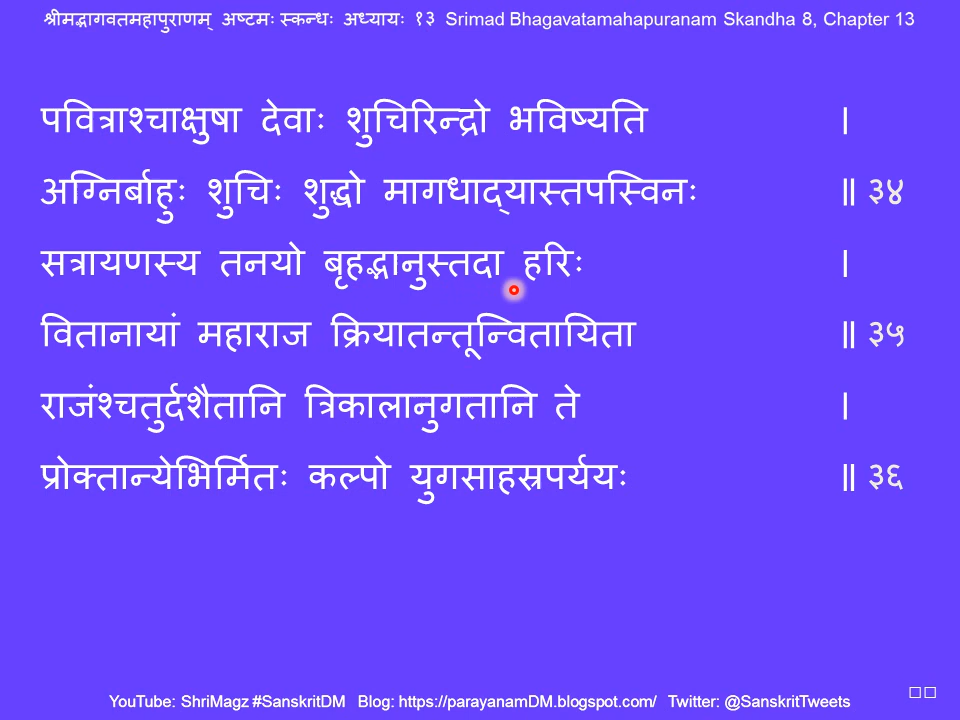 श्रीमद्भागवतमहापुराणम् अष्टमः स्कन्धः अध्यायः १३ Srimad Bhagavatamahapuranam Skandha 8, Chapter 13
पवित्राश्चाक्षुषा देवाः शुचिरिन्द्रो भविष्यति ।
अग्निर्बाहुः शुचिः शुद्धो मागधाद्यास्तपस्विनः ॥ ३४
सत्रायणस्य तनयो बृहद्भानुस्तदा हरिः ।
वितानायां महाराज क्रियातन्तून्वितायिता ॥ ३५
राजंश्चतुर्दशैतानि त्रिकालानुगतानि ते ।
प्रोक्तान्येभिर्मितः कल्पो युगसाहस्रपर्ययः ॥ ३६
YouTube: ShriMagz #SanskritDM Blog: https://parayanamDM.blogspot.com/ Twitter: @SanskritTweets